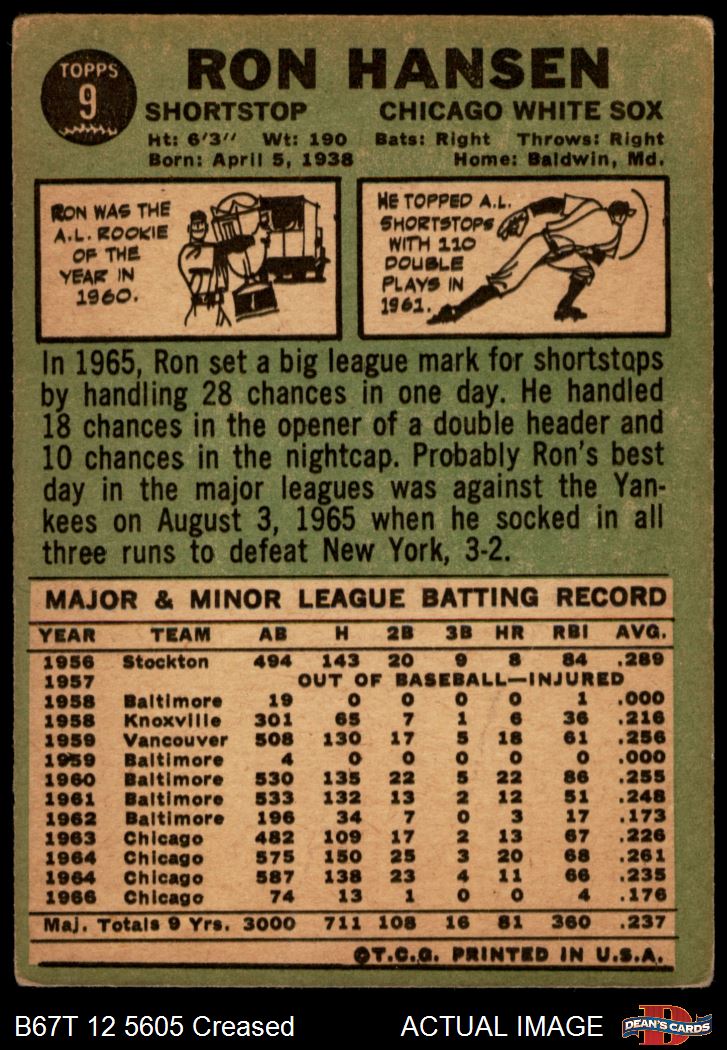 TOPPS
9
RON HANSEN
SHORTSTOP CHICAGO WHITE SOX
Ht: 6'3" Wt: 190 Bats: Right Throws: Right
Born: April 5, 1938 Home: Baldwin, Md.
RON WAS THE
A.L. ROOKIE
OF THE
YEAR IN
1960.
HE TOPPED A.L.
SHORTSTOPS
WITH 110
DOUBLE
PLAYS IN
1961.
In 1965, Ron set a big league mark for shortstops
by handling 28 chances in one day. He handled
18 chances in the opener of a double header and
10 chances in the nightcap. Probably Ron's best
day in the major leagues was against the Yan-
kees on August 3, 1965 when he socked in all
three runs to defeat New York, 3-2.
MAJOR & MINOR LEAGUE BATTING RECORD
YEAR TEAM AB H 2B 3B HR RBI AVG.
1956 Stockton 494 143 20 9 8 84 .289
1957 OUT OF BASEBALL—INJURED
1958 Baltimore 19 0 0 0 0 1 .000
1958 Knoxville 301 65 7 1 6 36 .216
1959 Vancouver 508 130 17 5 18 61 .256
1959 Baltimore 4 0 0 0 0 0 .000
1960 Baltimore 530 135 22 5 22 86 .255
1961 Baltimore 533 132 13 2 12 51 .248
1962 Baltimore 196 34 7 0 3 17 .173
1963 Chicago 482 109 17 2 13 67 .226
1964 Chicago 575 150 25 3 20 68 .261
1964 Chicago 587 138 23 4 11 66 .235
1966 Chicago 74 13 1 0 0 4 .176
Maj. Totals 9 Yrs. 3000 711 108 16 81 360 .237
©T.C.G. PRINTED IN U.S.A.
B67T 12 5605 Creased ACTUAL IMAGE
D
DEAN'S CARDS